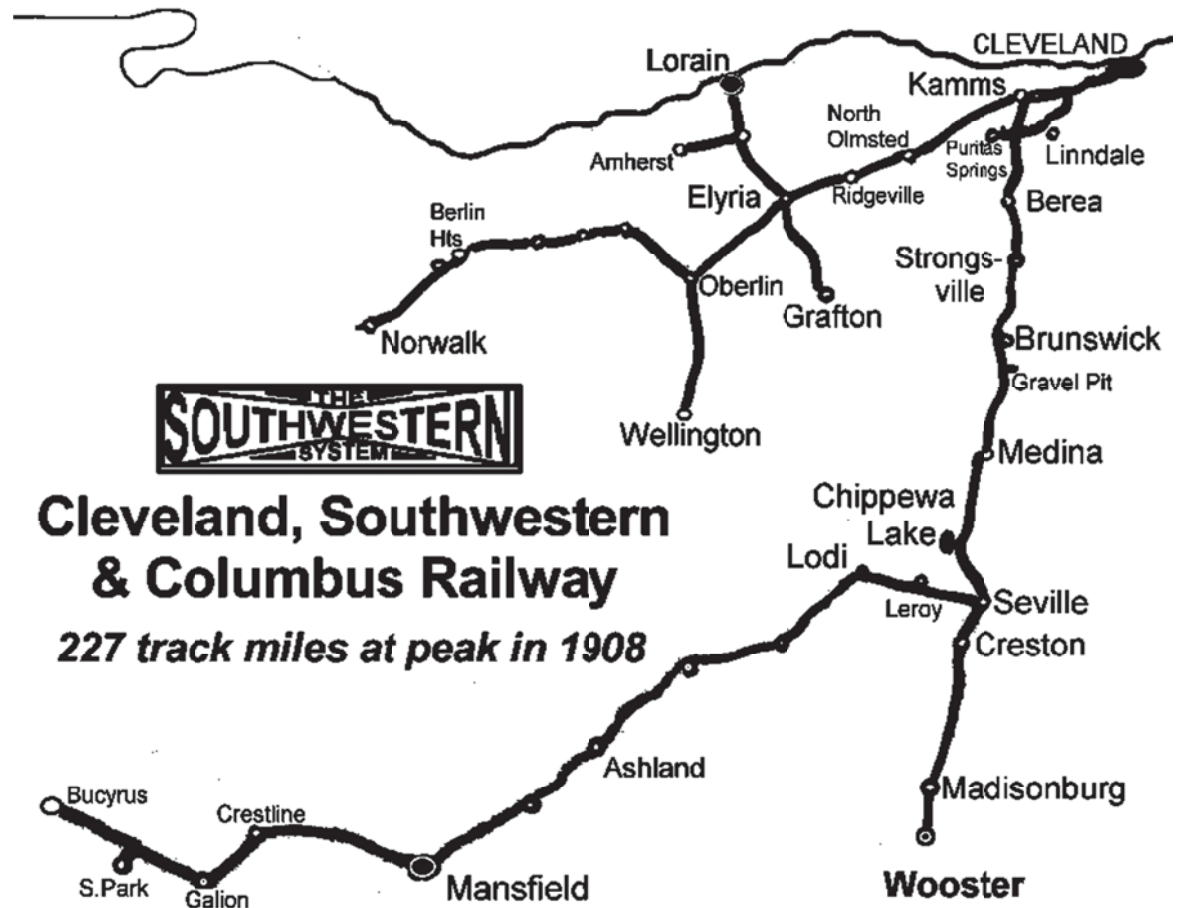 CLEVELAND
Lorain
Kamms
North
Olmsted
Puritas
Springs
Linndale
Amherst
Elyria
Ridgeville
Berea
Berlin
Hts
Strongs-
ville
Oberlin
Grafton
Norwalk
Brunswick
Gravel Pit
Wellington
Medina
THE
SOUTHWESTERN
SYSTEM
Cleveland, Southwestern
& Columbus Railway
227 track miles at peak in 1908
Chippewa
Lake
Lodi
Leroy
Seville
Creston
Ashland
Madisonburg
Bucyrus
Crestline
S.Park
Galion
Mansfield
Wooster